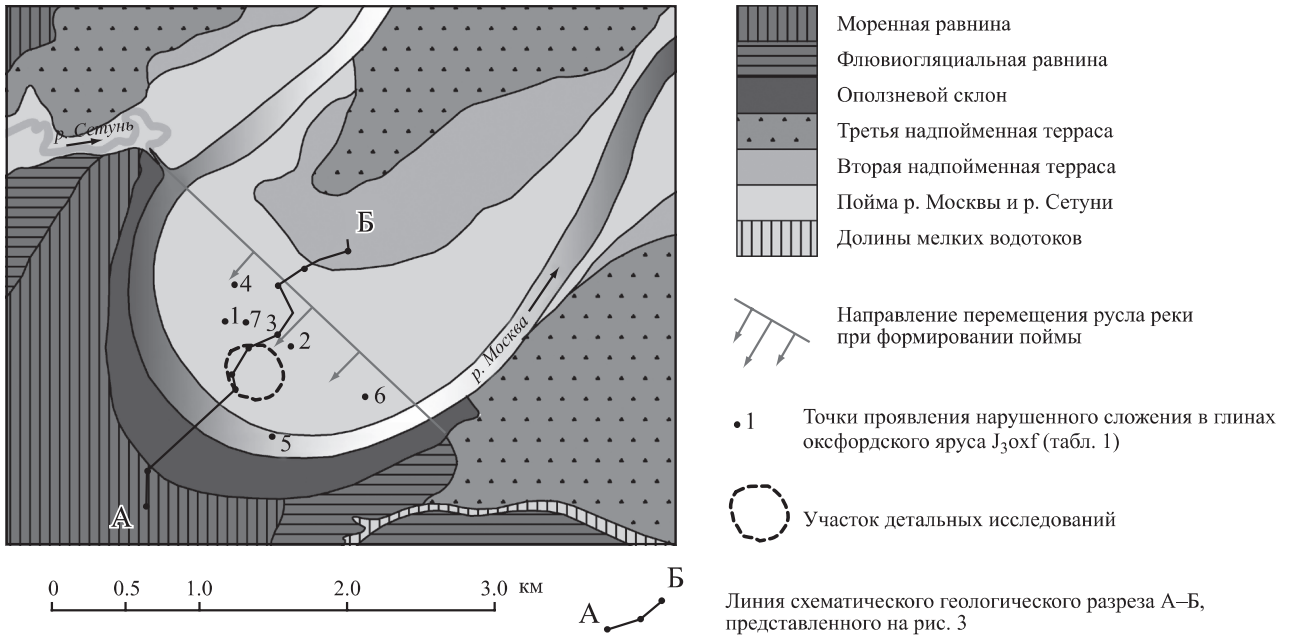 р. Сетунь
Б
4
1
7
3
2
6
5
р. Москва
А
0 0.5 1.0 2.0 3.0 км
А Б
Моренная равнина
Флювиогляциальная равнина
Оползневой склон
Третья надпойменная терраса
Вторая надпойменная терраса
Пойма р. Москвы и р. Сетуни
Долины мелких водотоков
Направление перемещения русла реки
при формировании поймы
1 Точки проявления нарушенного сложения в глинах
оксфордского яруса J₃oxf (табл. 1)
Участок детальных исследований
Линия схематического геологического разреза А–Б,
представленного на рис. 3